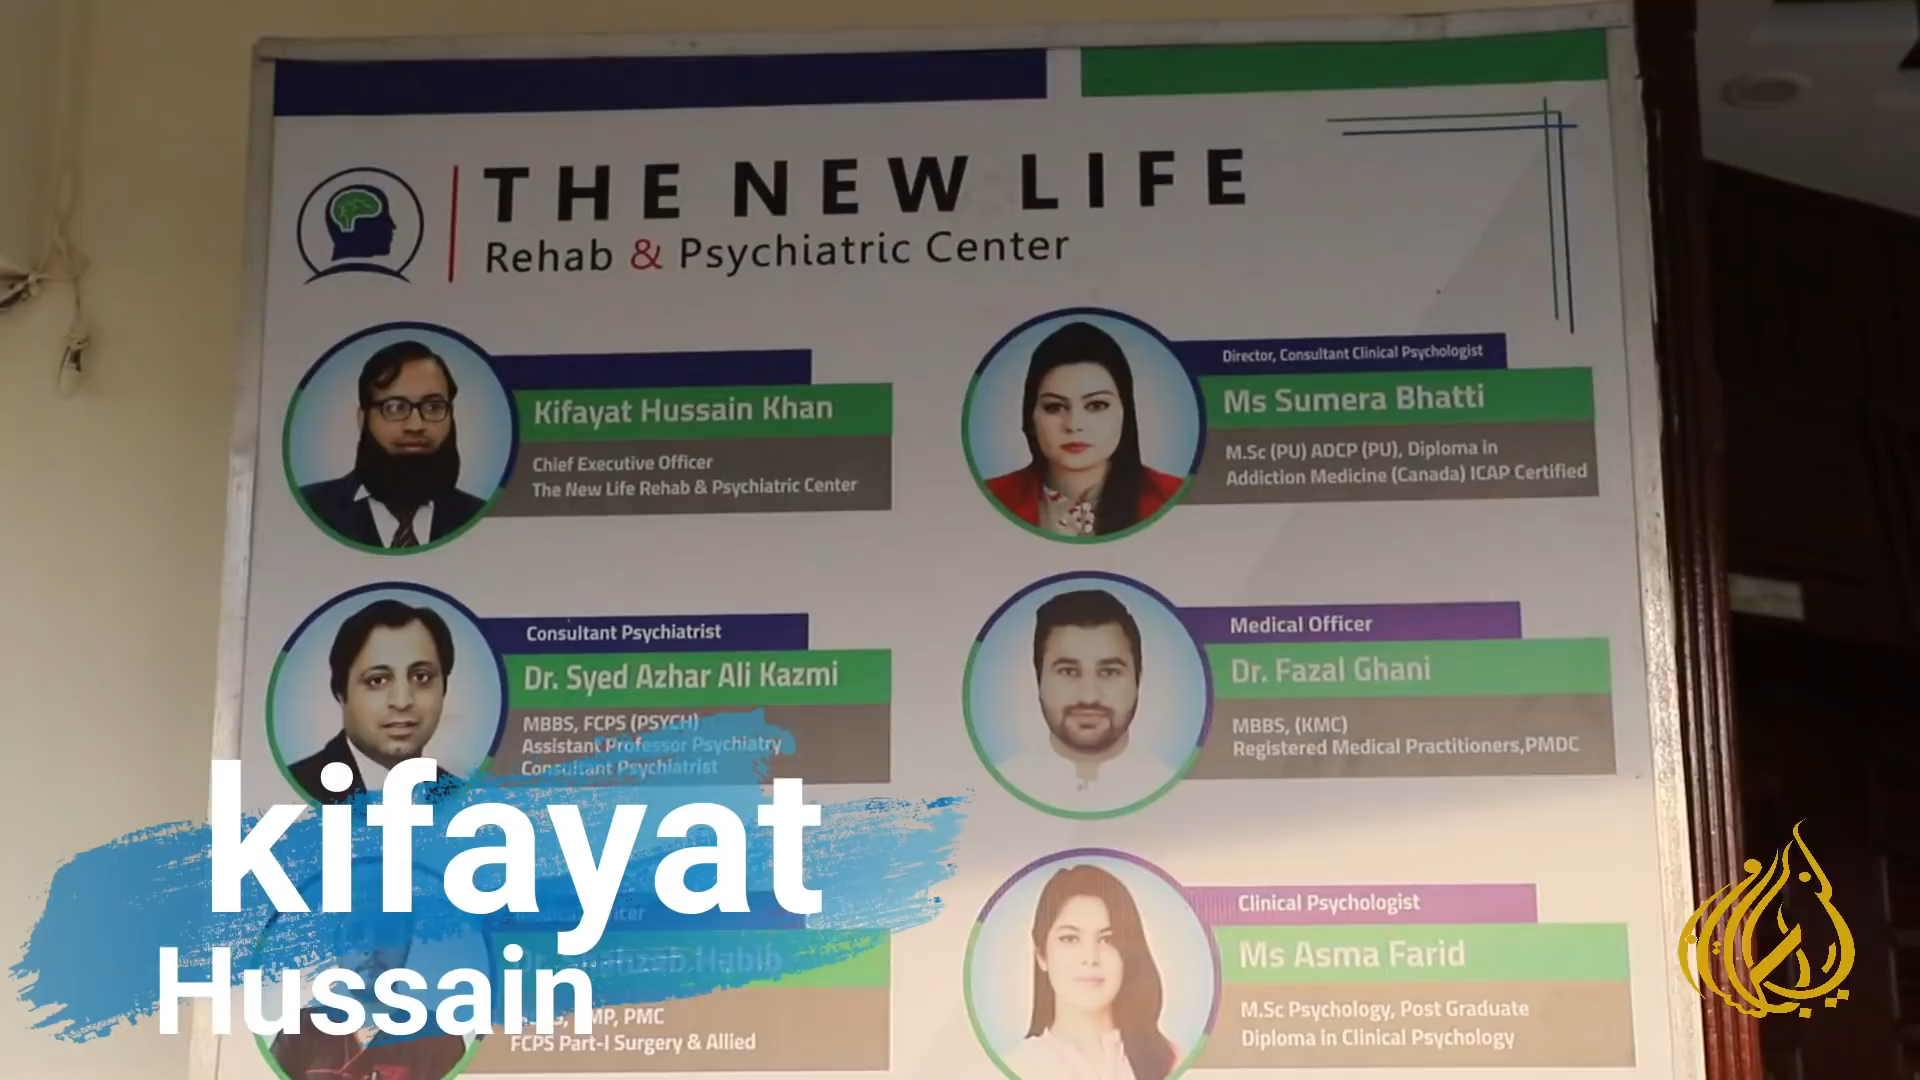 THE NEW LIFE
Rehab & Psychiatric Center
Kifayat Hussain Khan
Chief Executive Officer
The New Life Rehab & Psychiatric Center
Director, Consultant Clinical Psychologist
Ms Sumera Bhatti
M.Sc (PU) ADCP (PU), Diploma in
Addiction Medicine (Canada) ICAP Certified
Consultant Psychiatrist
Dr. Syed Azhar Ali Kazmi
MBBS, FCPS (PSYCH)
Assistant Professor Psychiatry
Consultant Psychiatrist
Medical Officer
Dr. Fazal Ghani
MBBS, (KMC)
Registered Medical Practitioners,PMDC
Habib
PMC
FCPS Part-I Surgery & Allied
Clinical Psychologist
Ms Asma Farid
M.Sc Psychology, Post Graduate
Diploma in Clinical Psychology
kifayat
Hussain